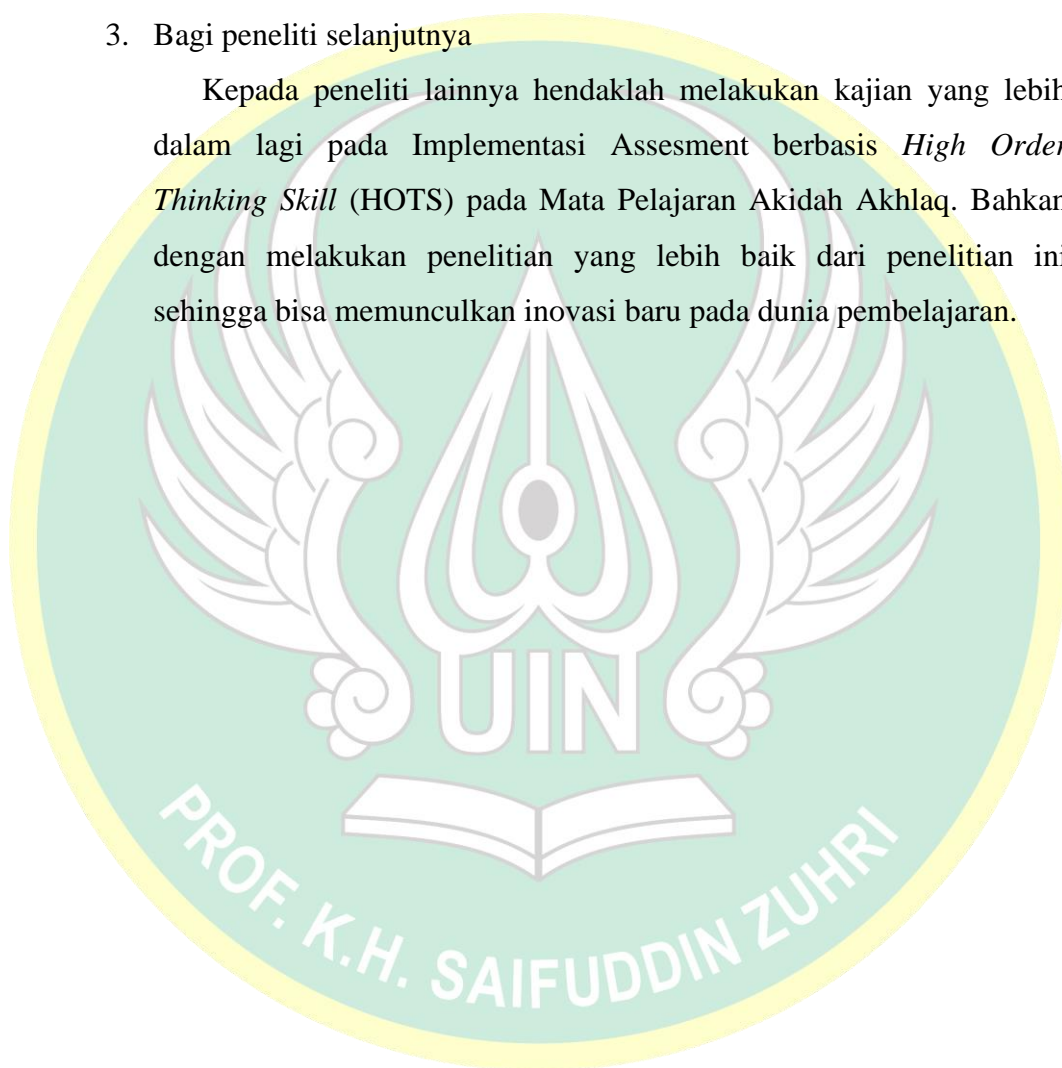 3. Bagi peneliti selanjutnya
Kepada peneliti lainnya hendaklah melakukan kajian yang lebih
dalam lagi pada Implementasi Assesment berbasis High Order
Thinking Skill (HOTS) pada Mata Pelajaran Akidah Akhlaq. Bahkan
dengan melakukan penelitian yang lebih baik dari penelitian ini
sehingga bisa memunculkan inovasi baru pada dunia pembelajaran.
UIN
PROF. K.H. SAIFUDDIN ZUHRI